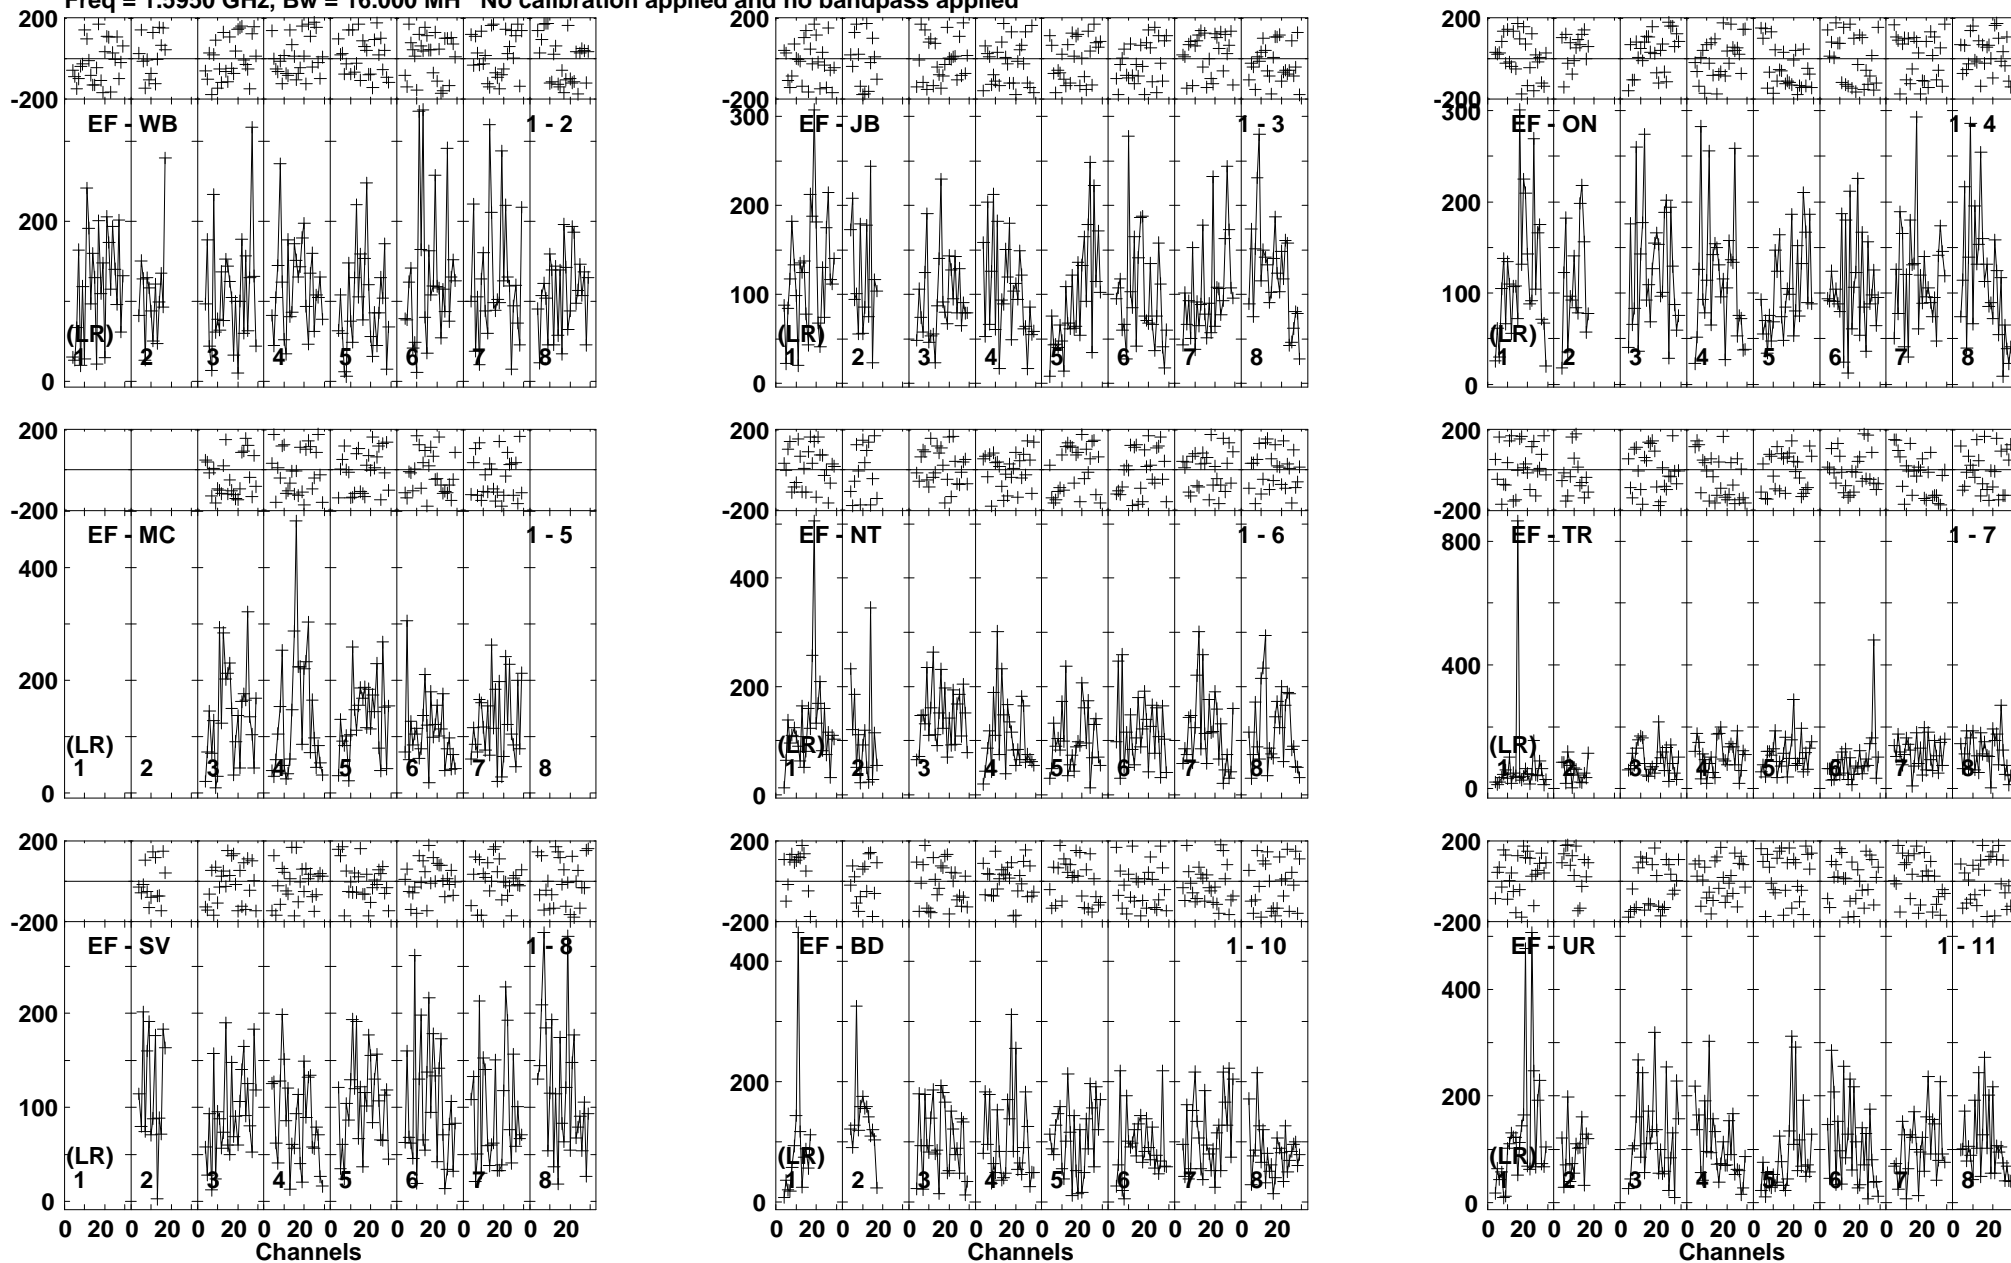 Freq = 1.5950 GHz, Bw = 16.000 MH No calibration applied and no bandpass applied
200 200 200
-200 -200 -200
EF - WB 1 - 2 300 EF - JB 1 - 3 300 EF - ON 1 - 4
200 200 200
100 100
(LR) (LR) (LR)
1 2 3 4 5 6 7 8 1 2 3 4 5 6 7 8 1 2 3 4 5 6 7 8
0 0 0
200 200 200
-200 -200 -200
EF - MC 1 - 5 EF - NT 1 - 6 800 EF - TR 1 - 7
400 400 400
200 200
(LR) (LR) (LR)
1 2 3 4 5 6 7 8 1 2 3 4 5 6 7 8 1 2 3 4 5 6 7 8
0 0 0
200 200 200
-200 -200 -200
EF - SV 1 - 8 400 EF - BD 1 - 10 EF - UR 1 - 11
200 200 400
100 200
(LR) (LR) (LR)
1 2 3 4 5 6 7 8 1 2 3 4 5 6 7 8 1 2 3 4 5 6 7 8
0 0 0
0 20 0 20 0 20 0 20 0 20 0 20 0 20 0 20 0 20 0 20 0 20 0 20 0 20 0 20 0 20 0 20 0 20 0 20 0 20 0 20 0 20 0 20 0 20 0 20
Channels Channels Channels